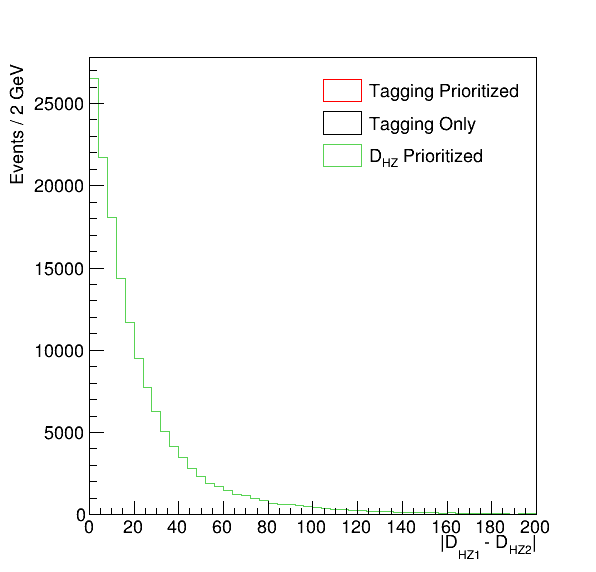 Events / 2 GeV
25000
20000
15000
10000
5000
0
Tagging Prioritized
Tagging Only
D_HZ Prioritized
0 20 40 60 80 100 120 140 160 180 200
|D_HZ1 - D_HZ2|